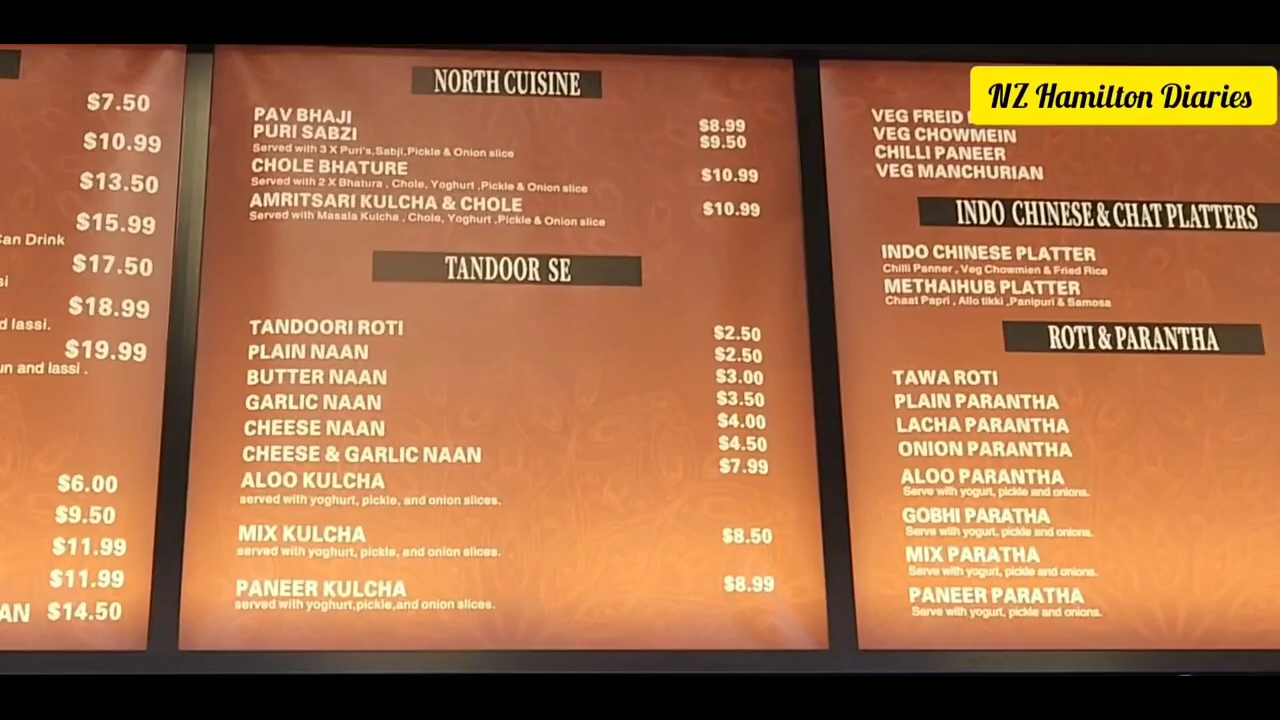 NZ Hamilton Diaries
$7.50
$10.99
$13.50
$15.99
Can Drink
$17.50
$18.99
d lassi.
$19.99
and lassi .
$6.00
$9.50
$11.99
$11.99
AN $14.50
NORTH CUISINE
PAV BHAJI $8.99
PURI SABZI $9.50
Served with 3 X Puri's,Sabji,Pickle & Onion slice
CHOLE BHATURE $10.99
Served with 2 X Bhatura , Chole, Yoghurt ,Pickle & Onion slice
AMRITSARI KULCHA & CHOLE $10.99
Served with Masala Kulcha , Chole, Yoghurt ,Pickle & Onion slice
TANDOOR SE
TANDOORI ROTI $2.50
PLAIN NAAN $2.50
BUTTER NAAN $3.00
GARLIC NAAN $3.50
CHEESE NAAN $4.00
CHEESE & GARLIC NAAN $4.50
ALOO KULCHA $7.99
served with yoghurt, pickle, and onion slices.
MIX KULCHA $8.50
served with yoghurt, pickle, and onion slices.
PANEER KULCHA $8.99
served with yoghurt,pickle,and onion slices.
VEG FREID
VEG CHOWMEIN
CHILLI PANEER
VEG MANCHURIAN
INDO CHINESE & CHAT PLATTERS
INDO CHINESE PLATTER
Chilli Panner , Veg Chowmien & Fried Rice
METHAIHUB PLATTER
Chaat Papri , Allo tikki ,Panipuri & Samosa
ROTI & PARANTHA
TAWA ROTI
PLAIN PARANTHA
LACHA PARANTHA
ONION PARANTHA
ALOO PARANTHA
Serve with yogurt, pickle and onions.
GOBHI PARATHA
Serve with yogurt, pickle and onions.
MIX PARATHA
Serve with yogurt, pickle and onions.
PANEER PARATHA
Serve with yogurt, pickle and onions.